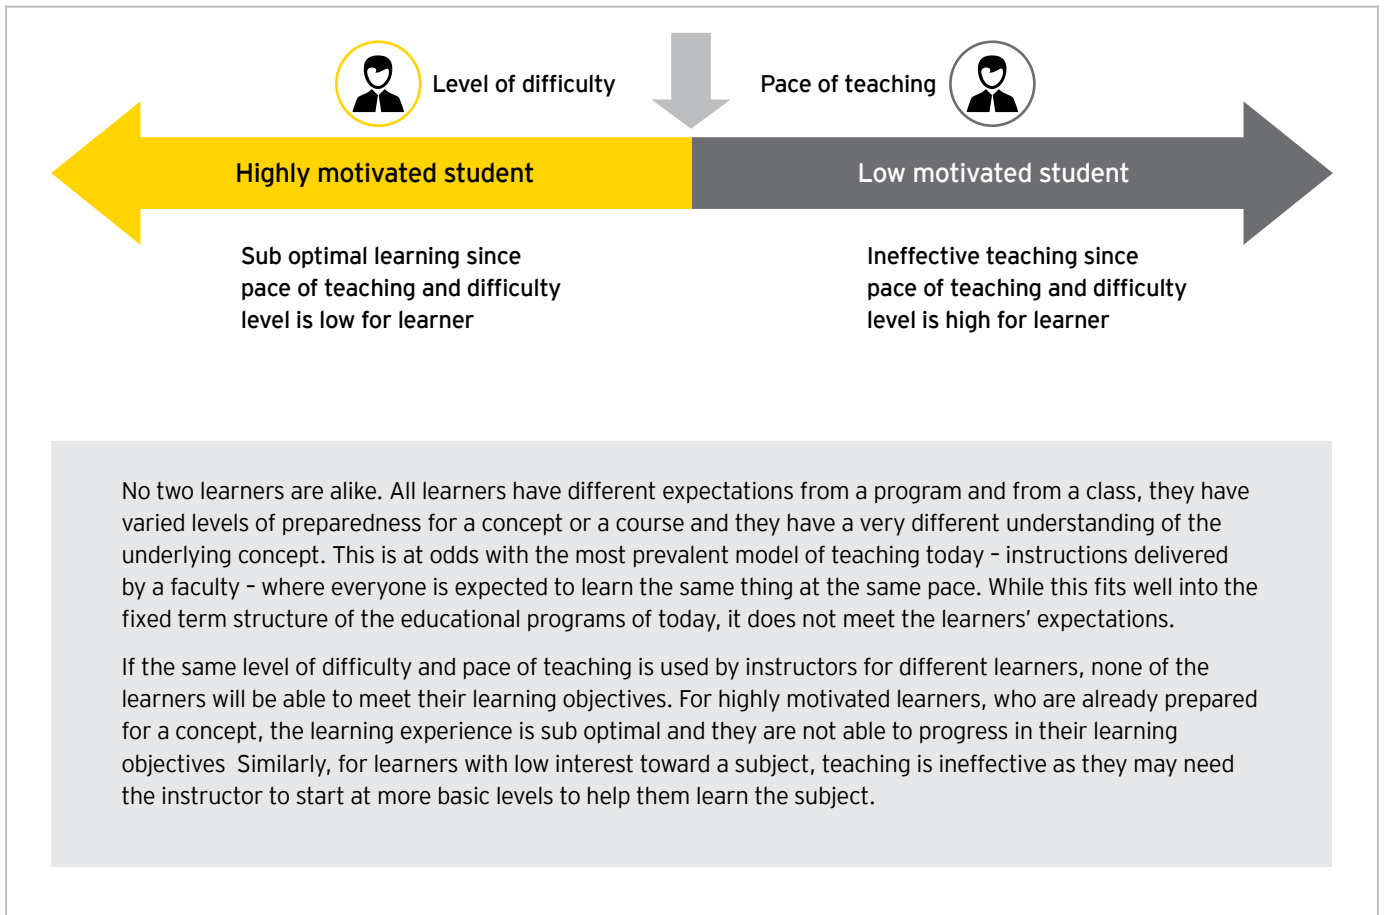 Level of difficulty
Pace of teaching
Highly motivated student
Low motivated student
Sub optimal learning since
pace of teaching and difficulty
level is low for learner
Ineffective teaching since
pace of teaching and difficulty
level is high for learner
No two learners are alike. All learners have different expectations from a program and from a class, they have
varied levels of preparedness for a concept or a course and they have a very different understanding of the
underlying concept. This is at odds with the most prevalent model of teaching today – instructions delivered
by a faculty – where everyone is expected to learn the same thing at the same pace. While this fits well into the
fixed term structure of the educational programs of today, it does not meet the learners’ expectations.
If the same level of difficulty and pace of teaching is used by instructors for different learners, none of the
learners will be able to meet their learning objectives. For highly motivated learners, who are already prepared
for a concept, the learning experience is sub optimal and they are not able to progress in their learning
objectives  Similarly, for learners with low interest toward a subject, teaching is ineffective as they may need
the instructor to start at more basic levels to help them learn the subject.